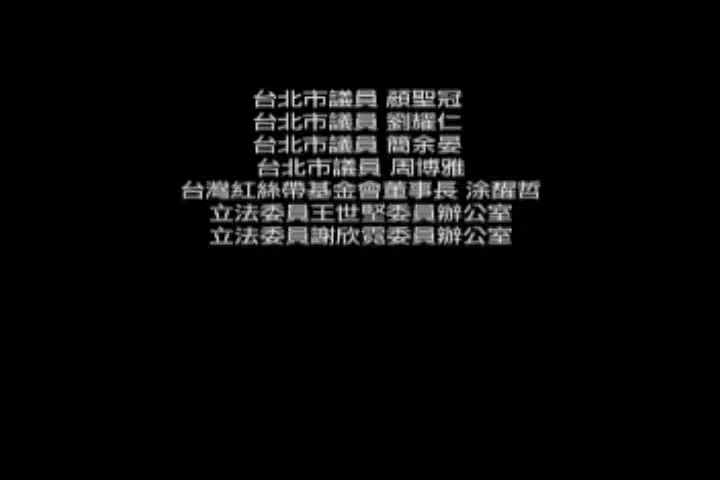 台北市議員 顏聖冠
台北市議員 劉耀仁
台北市議員 簡余晏
台北市議員 周博雅
台灣紅絲帶基金會董事長 涂醒哲
立法委員王世堅委員辦公室
立法委員謝欣霓委員辦公室